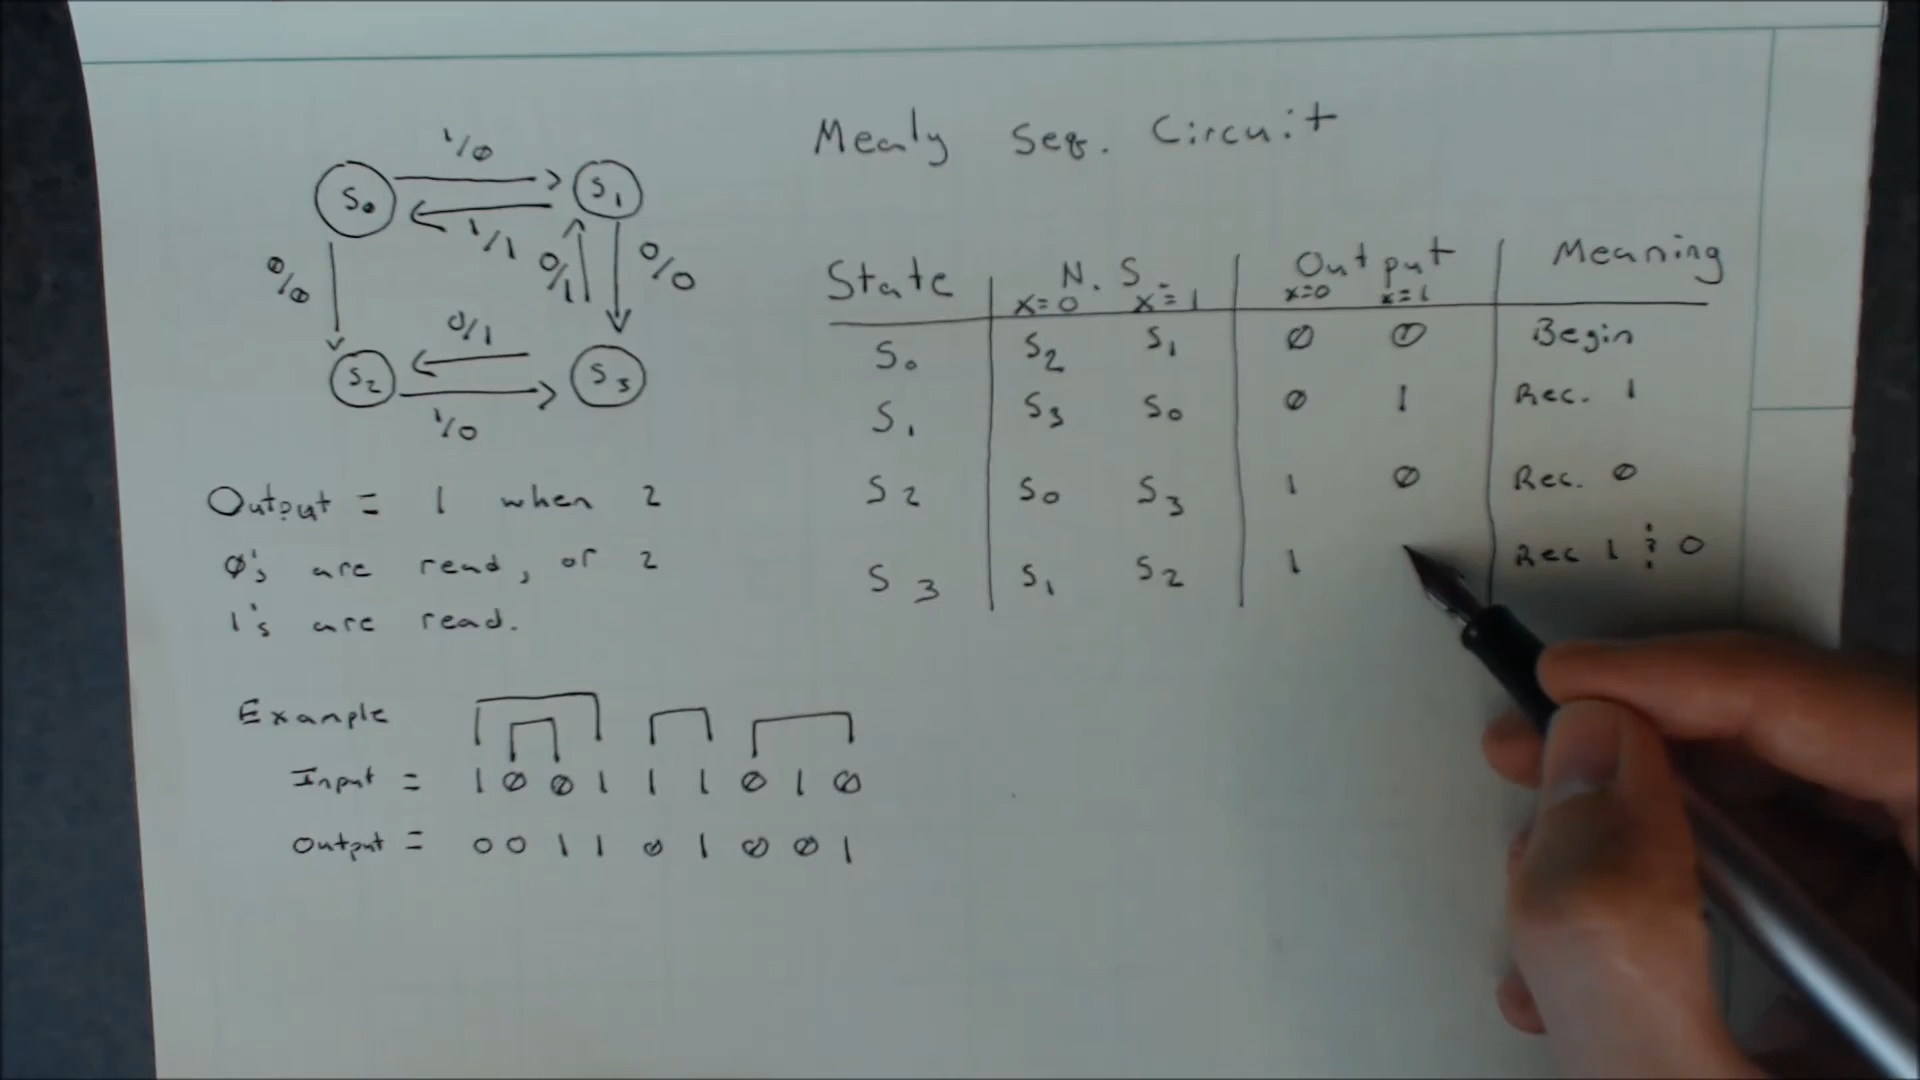 Mealy Seq. Circuit
1/0
S0 S1
1/1
0/0 0/1 0/0
0/1
S2 S3
1/0
State N.S. Output Meaning
x=0 x=1 x=0 x=1
S0 S2 S1 0 0 Begin
S1 S3 S0 0 1 Rec. 1
S2 S0 S3 1 0 Rec. 0
S3 S1 S2 1 Rec 1 & 0
Output = 1 when 2
0's are read, or 2
1's are read.
Example
Input = 1 0 0 1 1 1 0 1 0
Output = 0 0 1 1 0 1 0 0 1